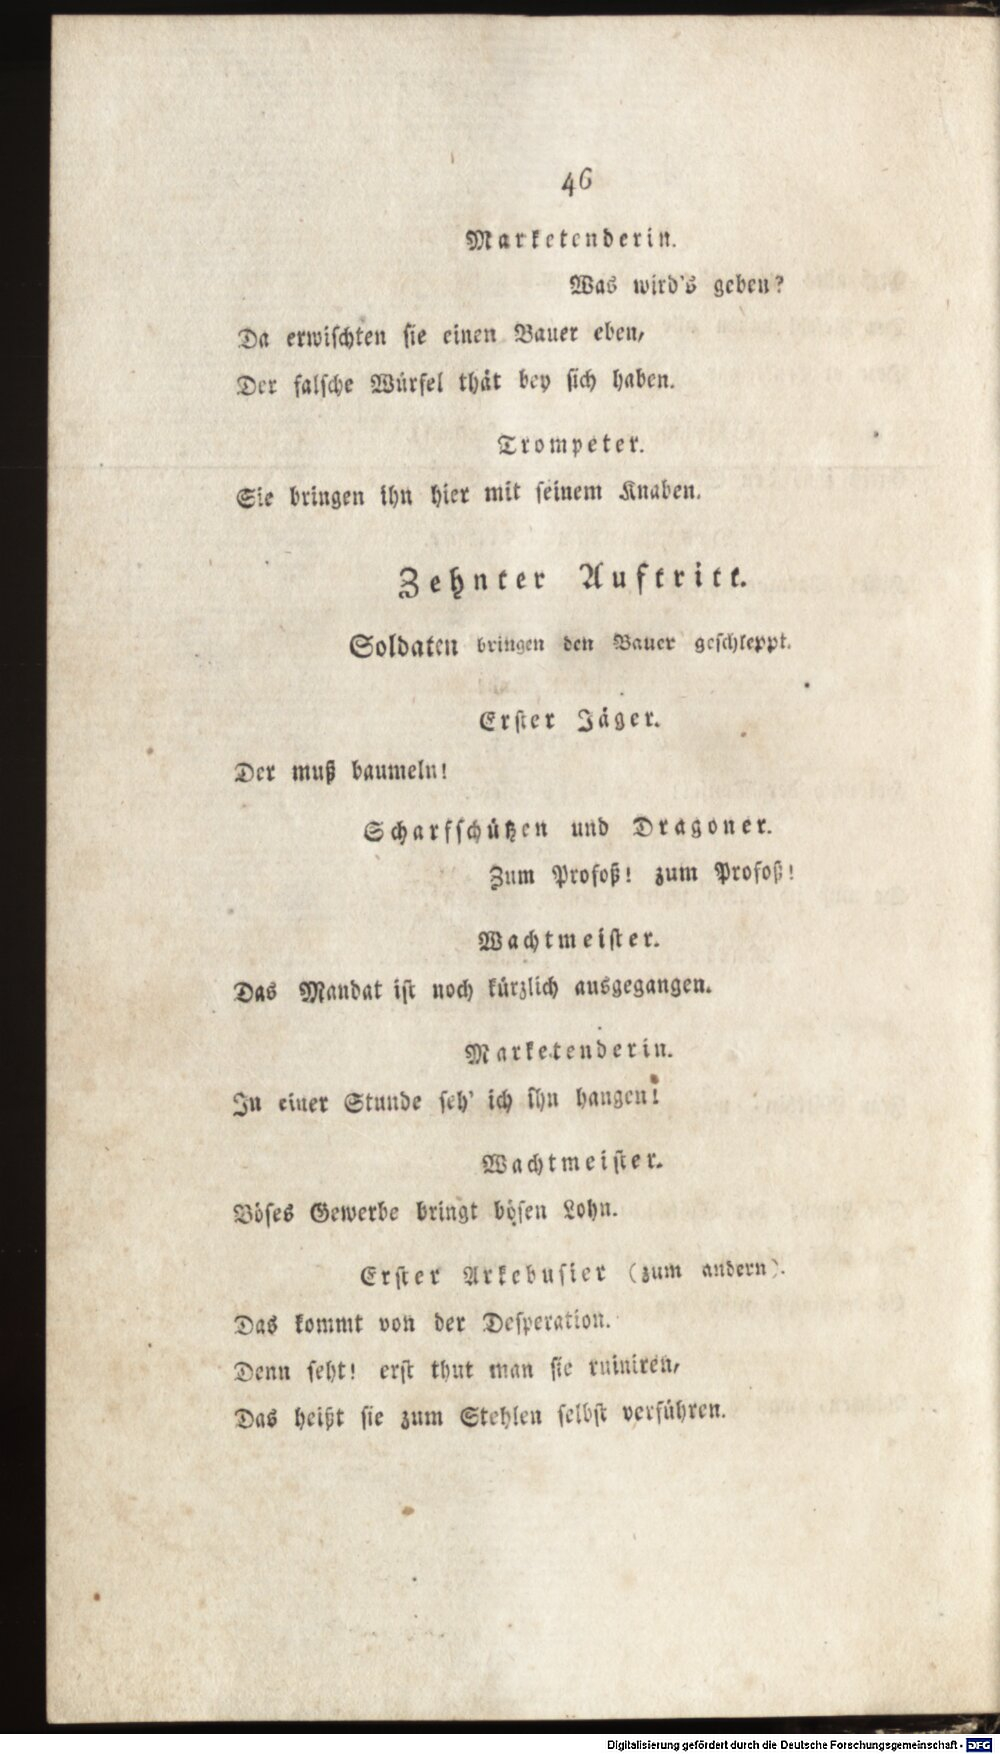 46
Marketenderin.
Was wird's geben?
Da erwischten sie einen Bauer eben,
Der falsche Würfel thät bey sich haben.
Trompeter.
Sie bringen ihn hier mit seinem Knaben.
Zehnter Auftritt.
Soldaten bringen den Bauer geschleppt.
Erster Jäger.
Der muß baumeln!
Scharfschützen und Dragoner.
Zum Profoß! zum Profoß!
Wachtmeister.
Das Mandat ist noch kürzlich ausgegangen.
Marketenderin.
In einer Stunde seh' ich ihn hangen!
Wachtmeister.
Böses Gewerbe bringt bösen Lohn.
Erster Arkebusier (zum andern).
Das kommt von der Desperation.
Denn seht! erst thut man sie ruiniren,
Das heißt sie zum Stehlen selbst verführen.
Digitalisierung gefördert durch die Deutsche Forschungsgemeinschaft - DFG